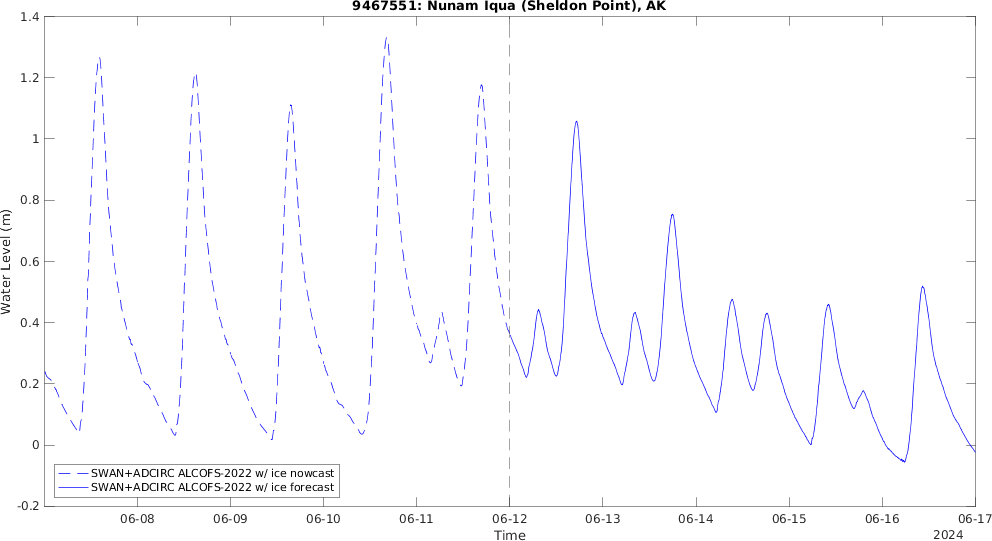 9467551: Nunam Iqua (Sheldon Point), AK
1.4
1.2
1
0.8
0.6
0.4
0.2
0
-0.2
Water Level (m)
SWAN+ADCIRC ALCOFS-2022 w/ ice nowcast
SWAN+ADCIRC ALCOFS-2022 w/ ice forecast
06-08 06-09 06-10 06-11 06-12 06-13 06-14 06-15 06-16 06-17
Time
2024